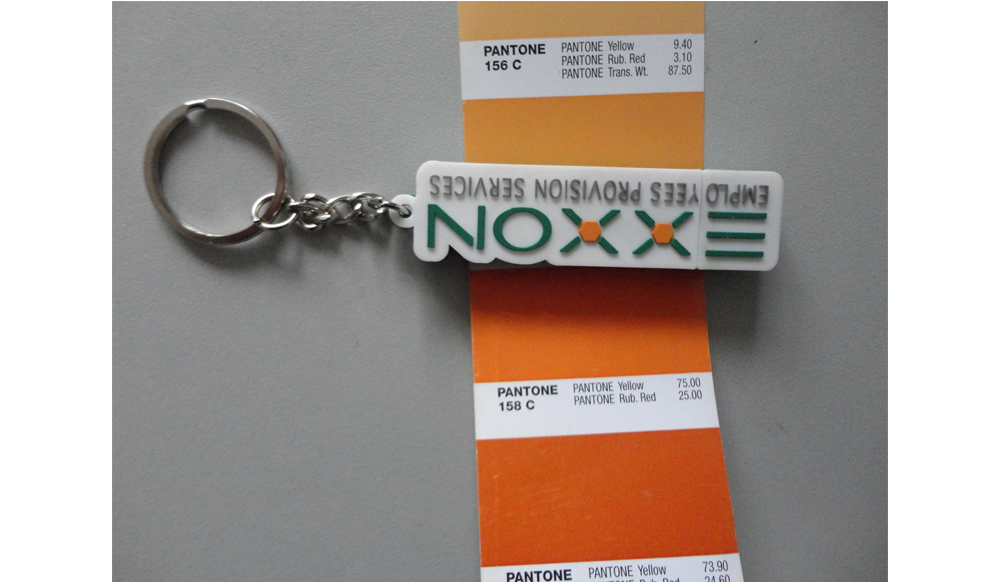 PANTONE 156 C
PANTONE Yellow 9.40
PANTONE Rub. Red 3.10
PANTONE Trans. Wt. 87.50
EXXON
EMPLOYEES PROVISION SERVICES
PANTONE 158 C
PANTONE Yellow 75.00
PANTONE Rub. Red 25.00
PANTONE
PANTONE Yellow 73.90